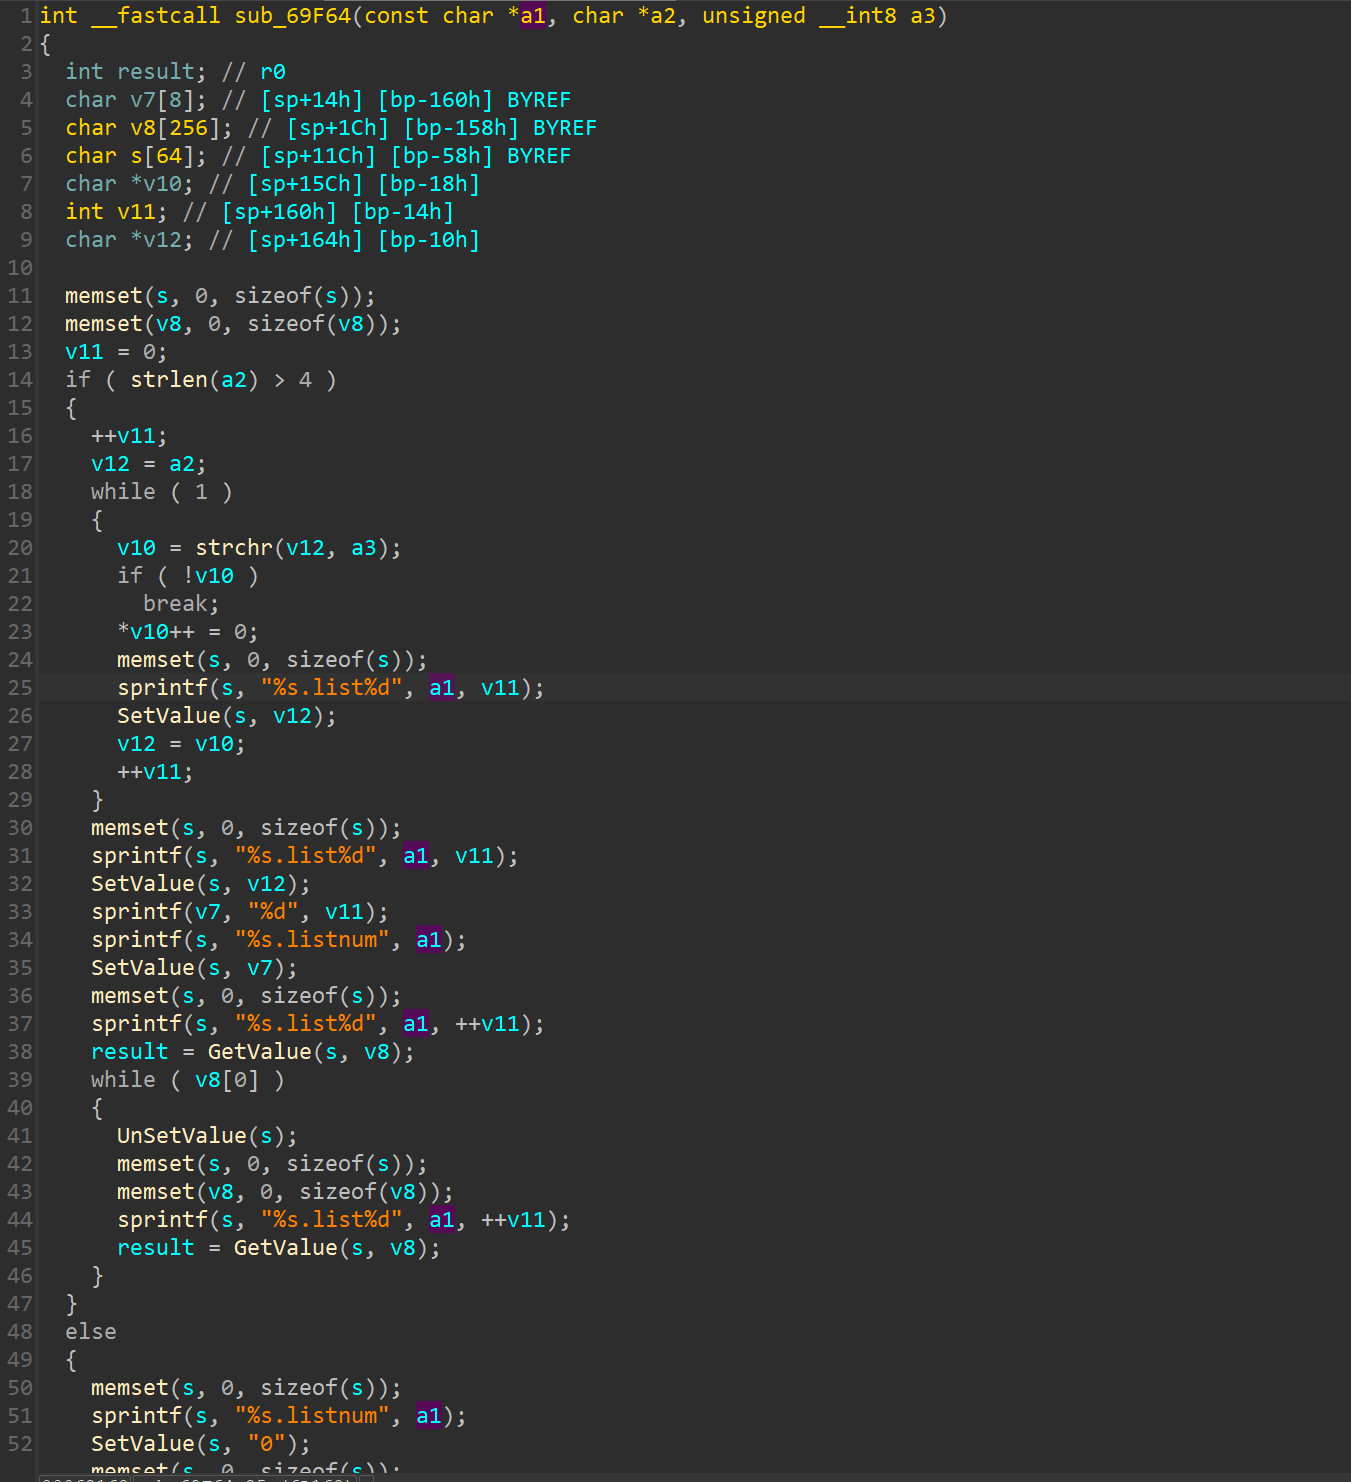 1 int __fastcall sub_69F64(const char *a1, char *a2, unsigned __int8 a3)
2 {
3   int result; // r0
4   char v7[8]; // [sp+14h] [bp-160h] BYREF
5   char v8[256]; // [sp+1Ch] [bp-158h] BYREF
6   char s[64]; // [sp+11Ch] [bp-58h] BYREF
7   char *v10; // [sp+15Ch] [bp-18h]
8   int v11; // [sp+160h] [bp-14h]
9   char *v12; // [sp+164h] [bp-10h]
10
11   memset(s, 0, sizeof(s));
12   memset(v8, 0, sizeof(v8));
13   v11 = 0;
14   if ( strlen(a2) > 4 )
15   {
16     ++v11;
17     v12 = a2;
18     while ( 1 )
19     {
20       v10 = strchr(v12, a3);
21       if ( !v10 )
22         break;
23       *v10++ = 0;
24       memset(s, 0, sizeof(s));
25       sprintf(s, "%s.list%d", a1, v11);
26       SetValue(s, v12);
27       v12 = v10;
28       ++v11;
29     }
30     memset(s, 0, sizeof(s));
31     sprintf(s, "%s.list%d", a1, v11);
32     SetValue(s, v12);
33     sprintf(v7, "%d", v11);
34     sprintf(s, "%s.listnum", a1);
35     SetValue(s, v7);
36     memset(s, 0, sizeof(s));
37     sprintf(s, "%s.list%d", a1, ++v11);
38     result = GetValue(s, v8);
39     while ( v8[0] )
40     {
41       UnSetValue(s);
42       memset(s, 0, sizeof(s));
43       memset(v8, 0, sizeof(v8));
44       sprintf(s, "%s.list%d", a1, ++v11);
45       result = GetValue(s, v8);
46     }
47   }
48   else
49   {
50     memset(s, 0, sizeof(s));
51     sprintf(s, "%s.listnum", a1);
52     SetValue(s, "0");
memset(s, 0, sizeof(s));